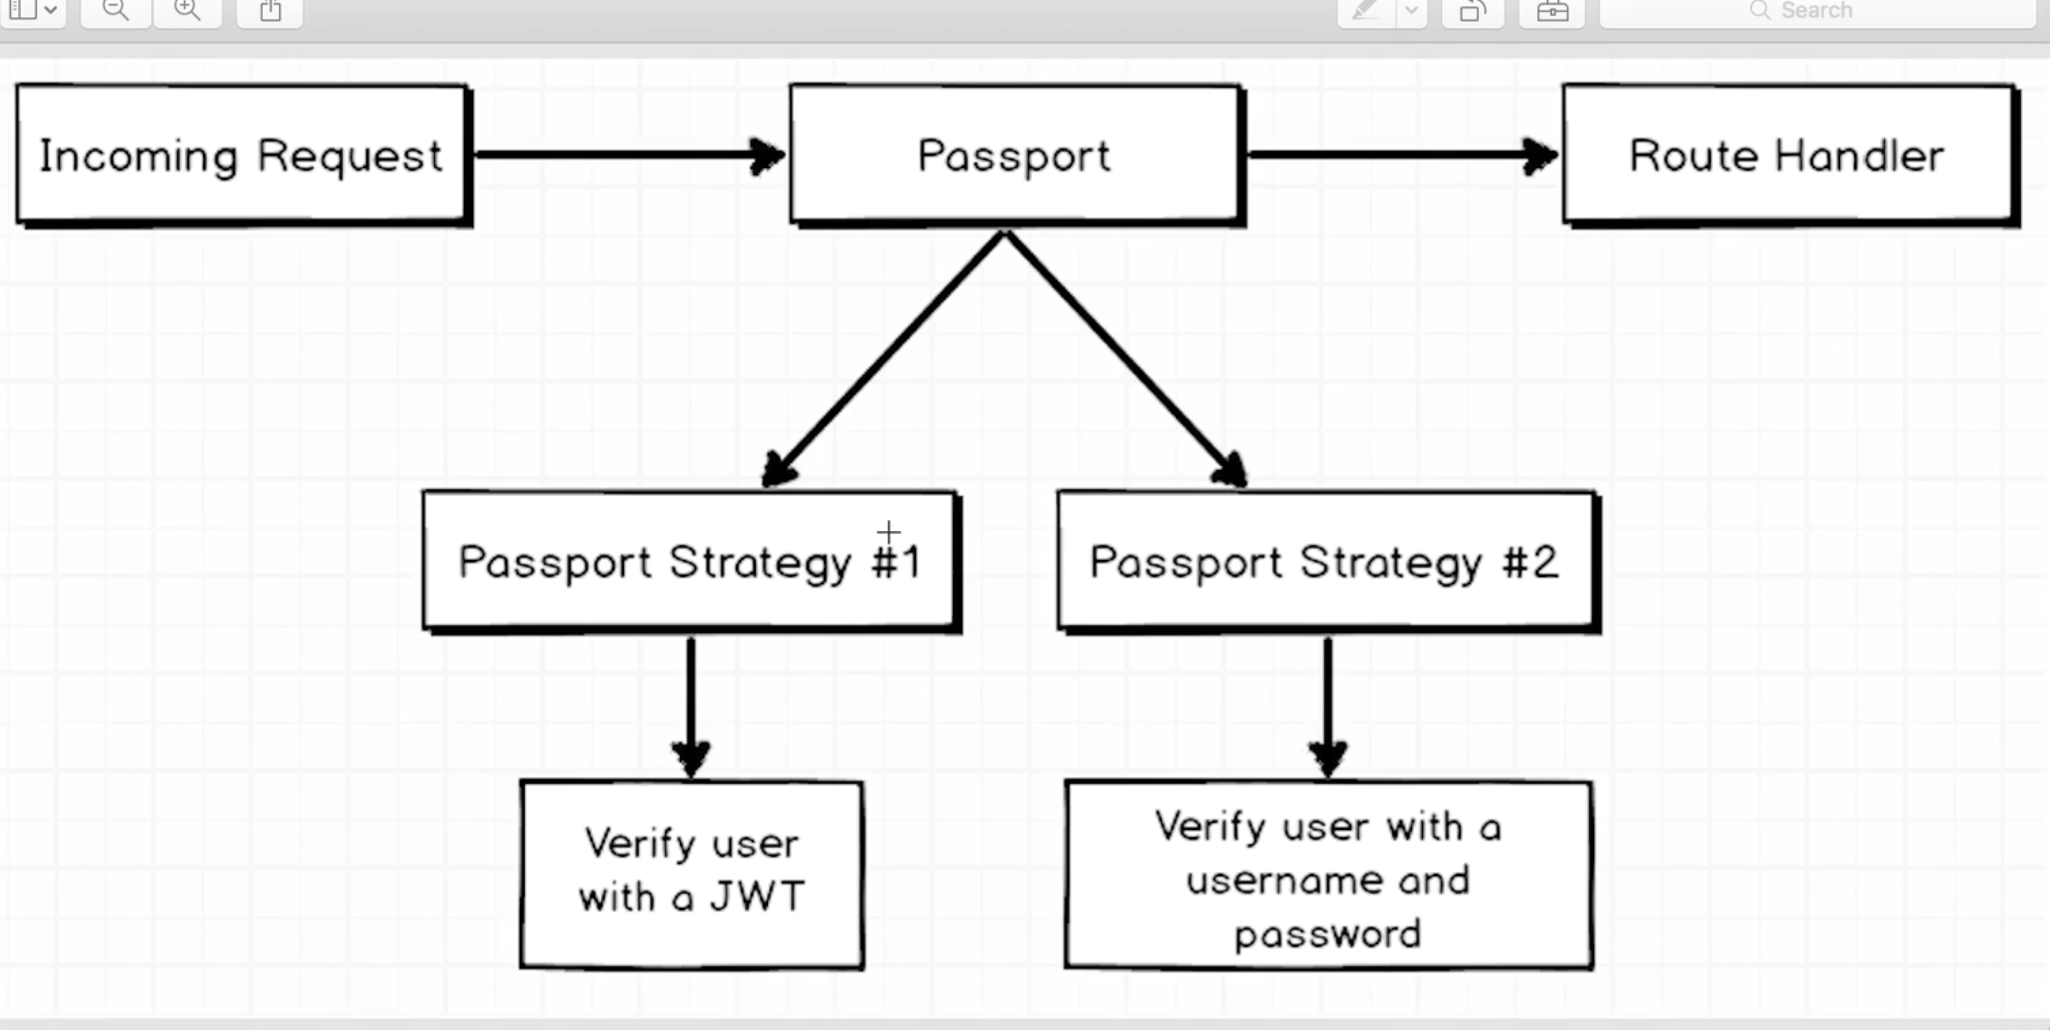 Search
Incoming Request
Passport
Route Handler
Passport Strategy #1
Passport Strategy #2
Verify user
with a JWT
Verify user with a
username and
password